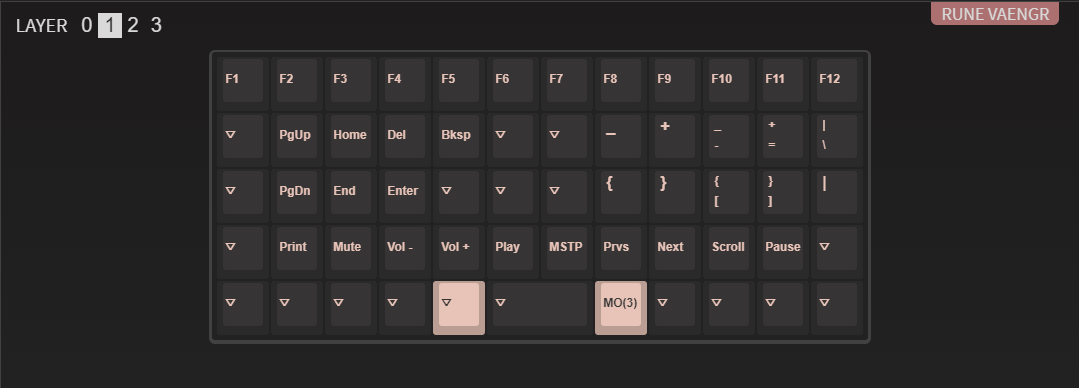 LAYER 0 1 2 3
RUNE VAENGR
F1 F2 F3 F4 F5 F6 F7 F8 F9 F10 F11 F12
▽ PgUp Home Del Bksp ▽ ▽ _ + _ + |
- = \
▽ PgDn End Enter ▽ ▽ ▽ { } { } |
[ ]
▽ Print Mute Vol - Vol + Play MSTP Prvs Next Scroll Pause ▽
▽ ▽ ▽ ▽ ▽ ▽ MO(3) ▽ ▽ ▽ ▽